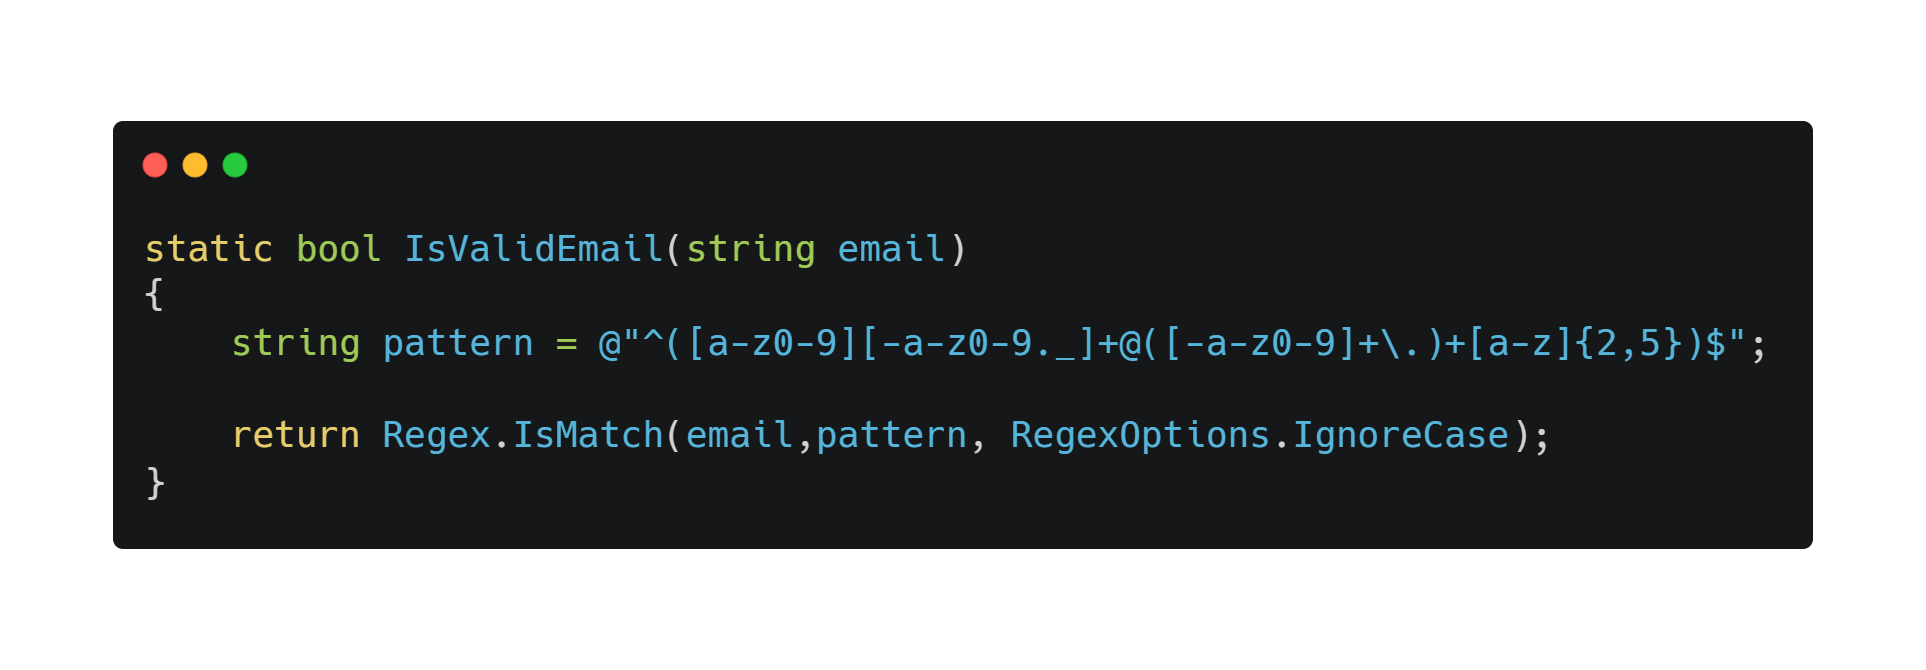 static bool IsValidEmail(string email)
{
    string pattern = @"^([a-z0-9][-a-z0-9._]+@([-a-z0-9]+\.)+[a-z]{2,5})$";
    return Regex.IsMatch(email,pattern, RegexOptions.IgnoreCase);
}